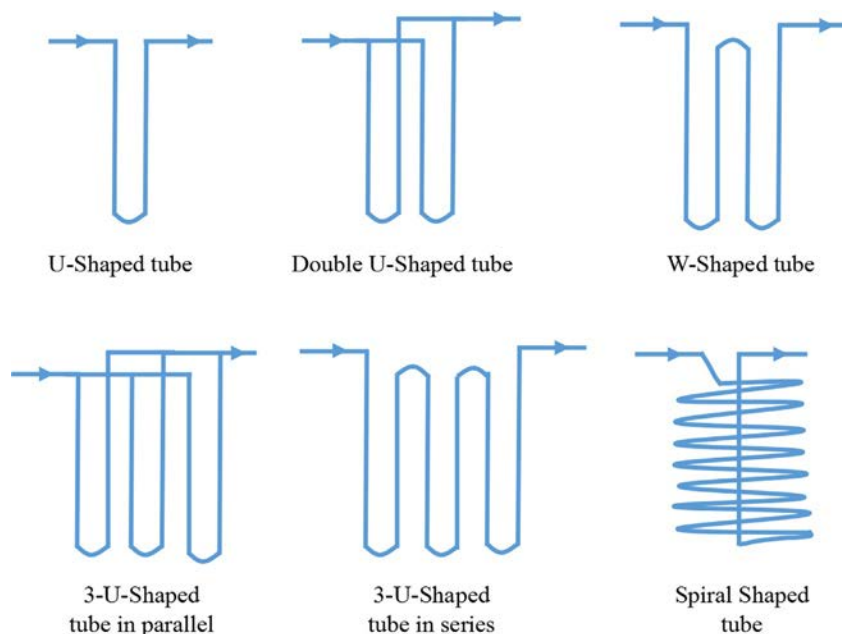 U-Shaped tube
Double U-Shaped tube
W-Shaped tube
3-U-Shaped
tube in parallel
3-U-Shaped
tube in series
Spiral Shaped
tube